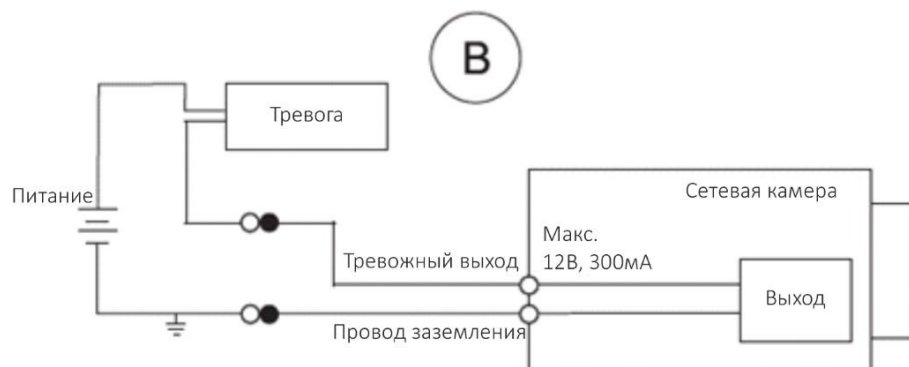 B
Тревога
Питание
Сетевая камера
Макс.
12В, 300мА
Тревожный выход
Выход
Провод заземления